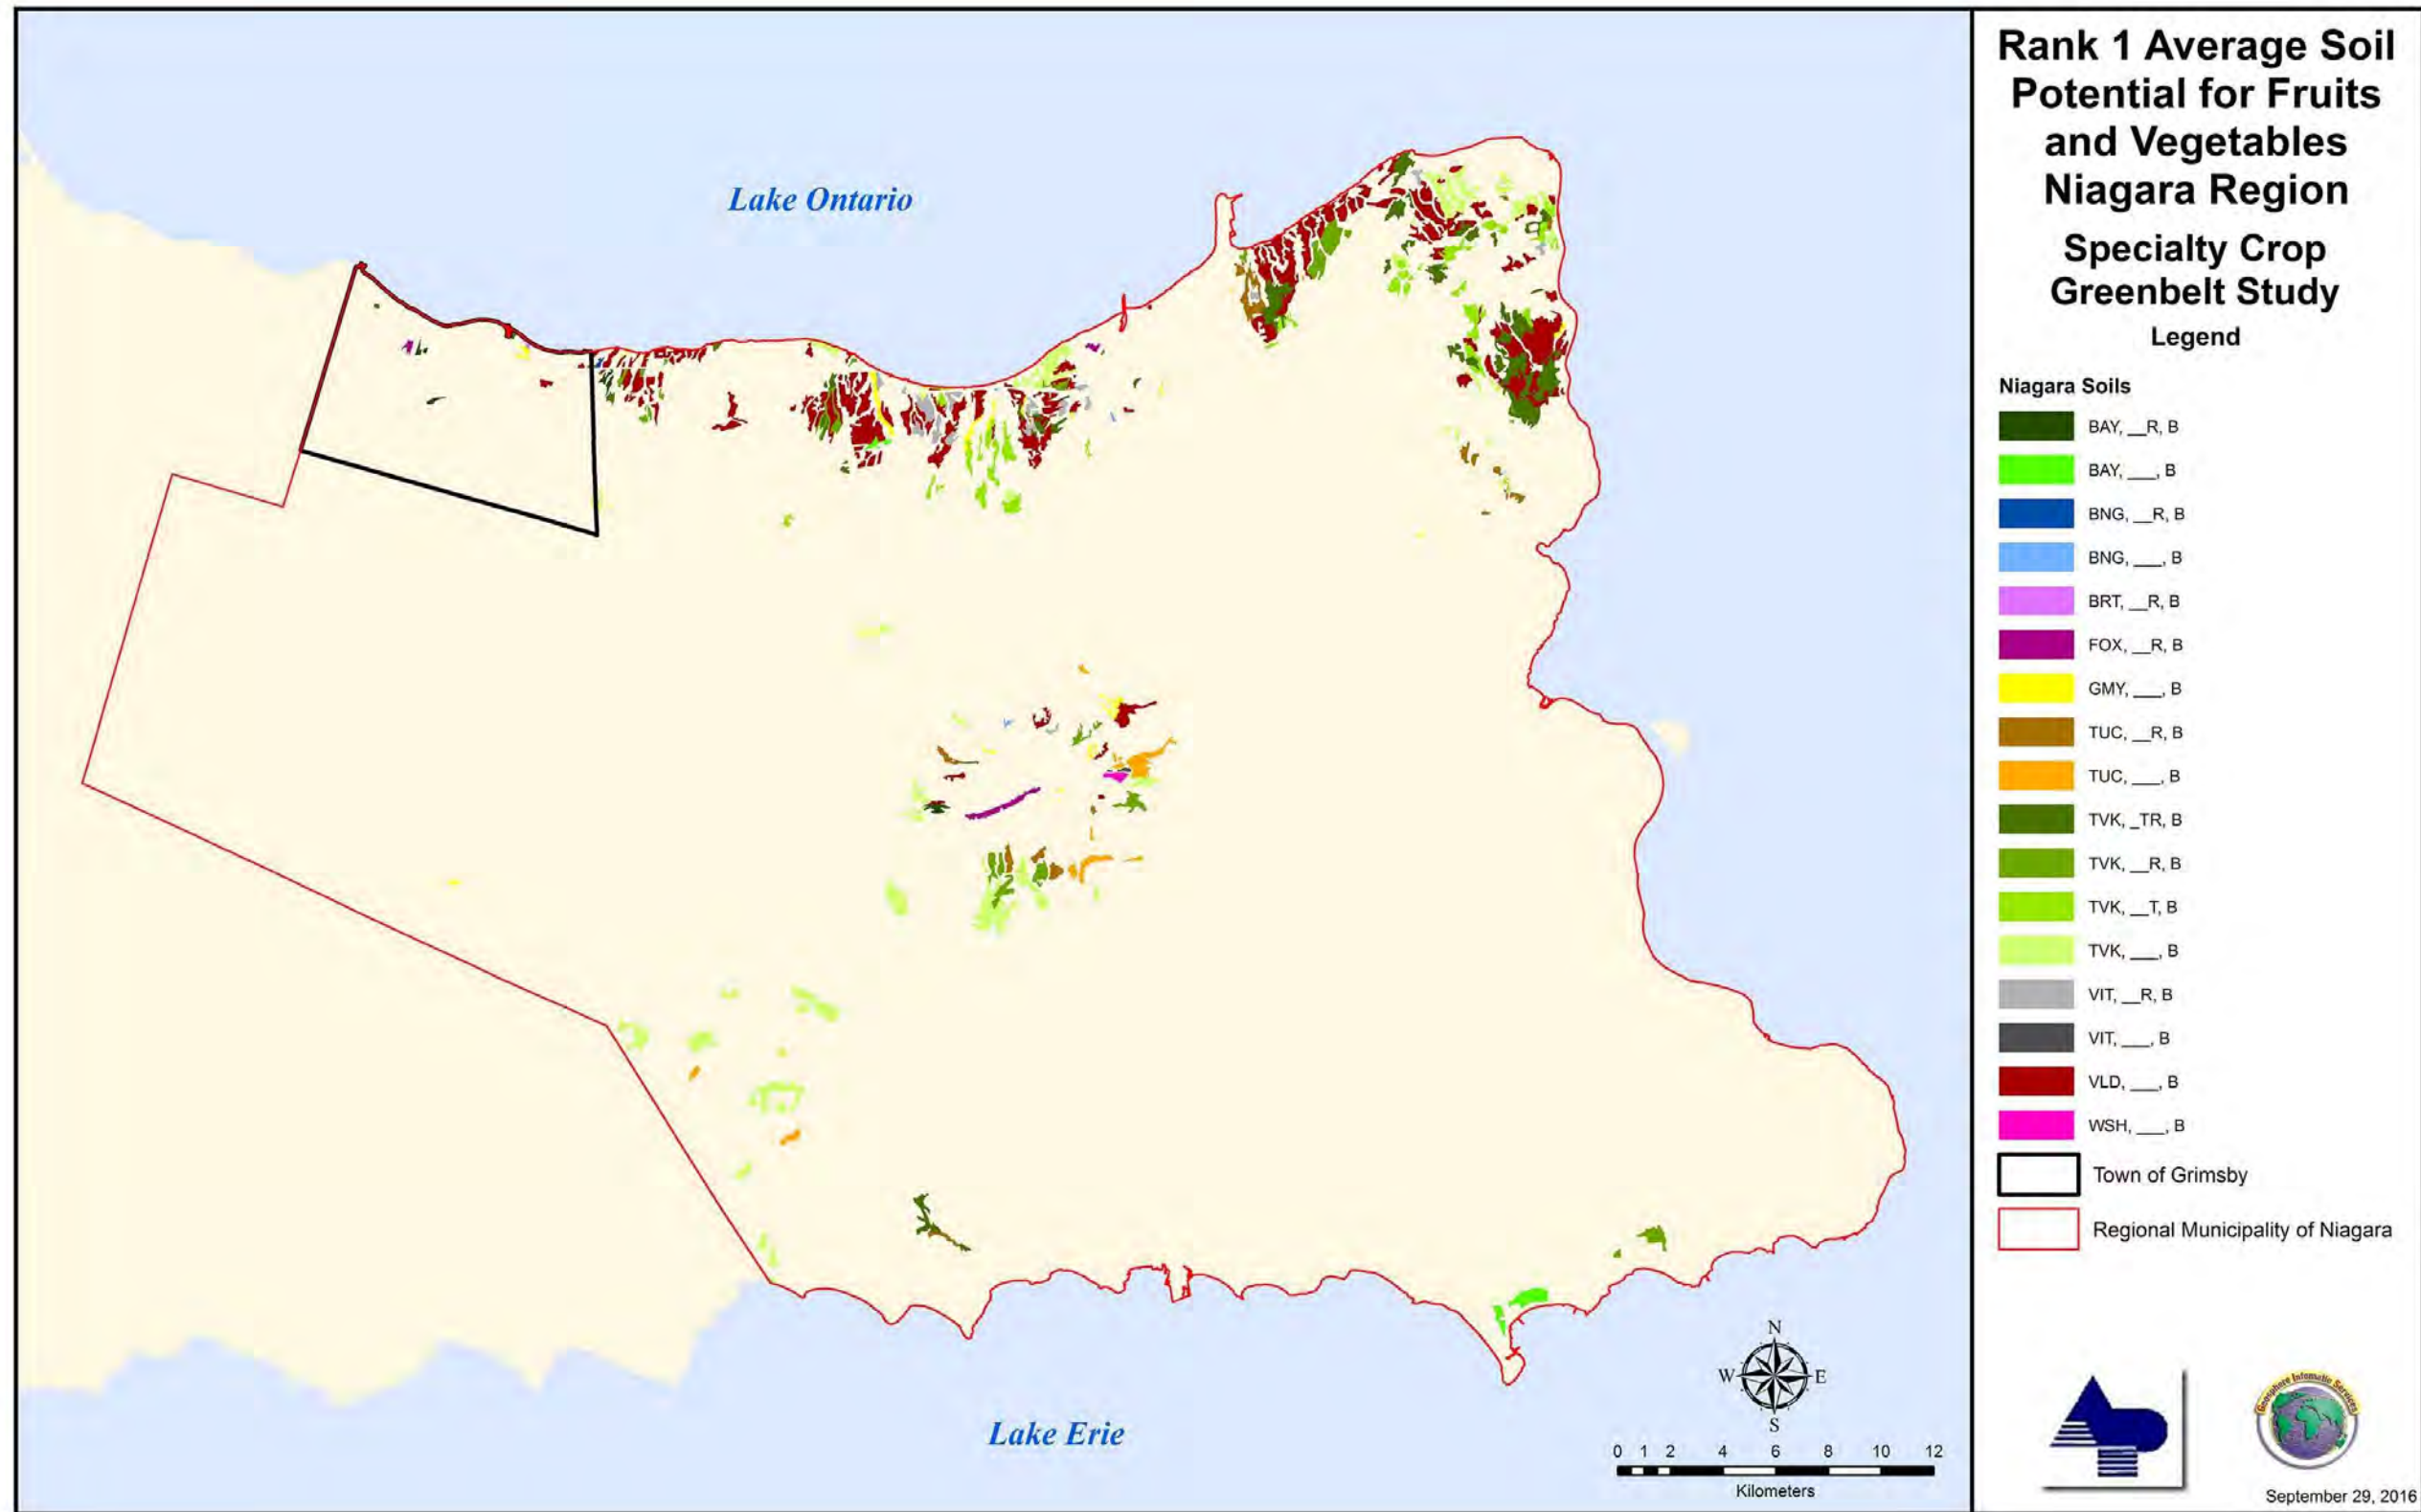 Rank 1 Average Soil
Potential for Fruits
and Vegetables
Niagara Region
Specialty Crop
Greenbelt Study
Legend
Niagara Soils
BAY, __R, B
BAY, ___, B
BNG, __R, B
BNG, ___, B
BRT, __R, B
FOX, __R, B
GMY, ___, B
TUC, __R, B
TUC, ___, B
TVK, _TR, B
TVK, __R, B
TVK, __T, B
TVK, ___, B
VIT, __R, B
VIT, ___, B
VLD, ___, B
WSH, ___, B
Town of Grimsby
Regional Municipality of Niagara
Lake Ontario
Lake Erie
N
W E
S
0 1 2 4 6 8 10 12
Kilometers
Geosphere Informatic Services
September 29, 2016